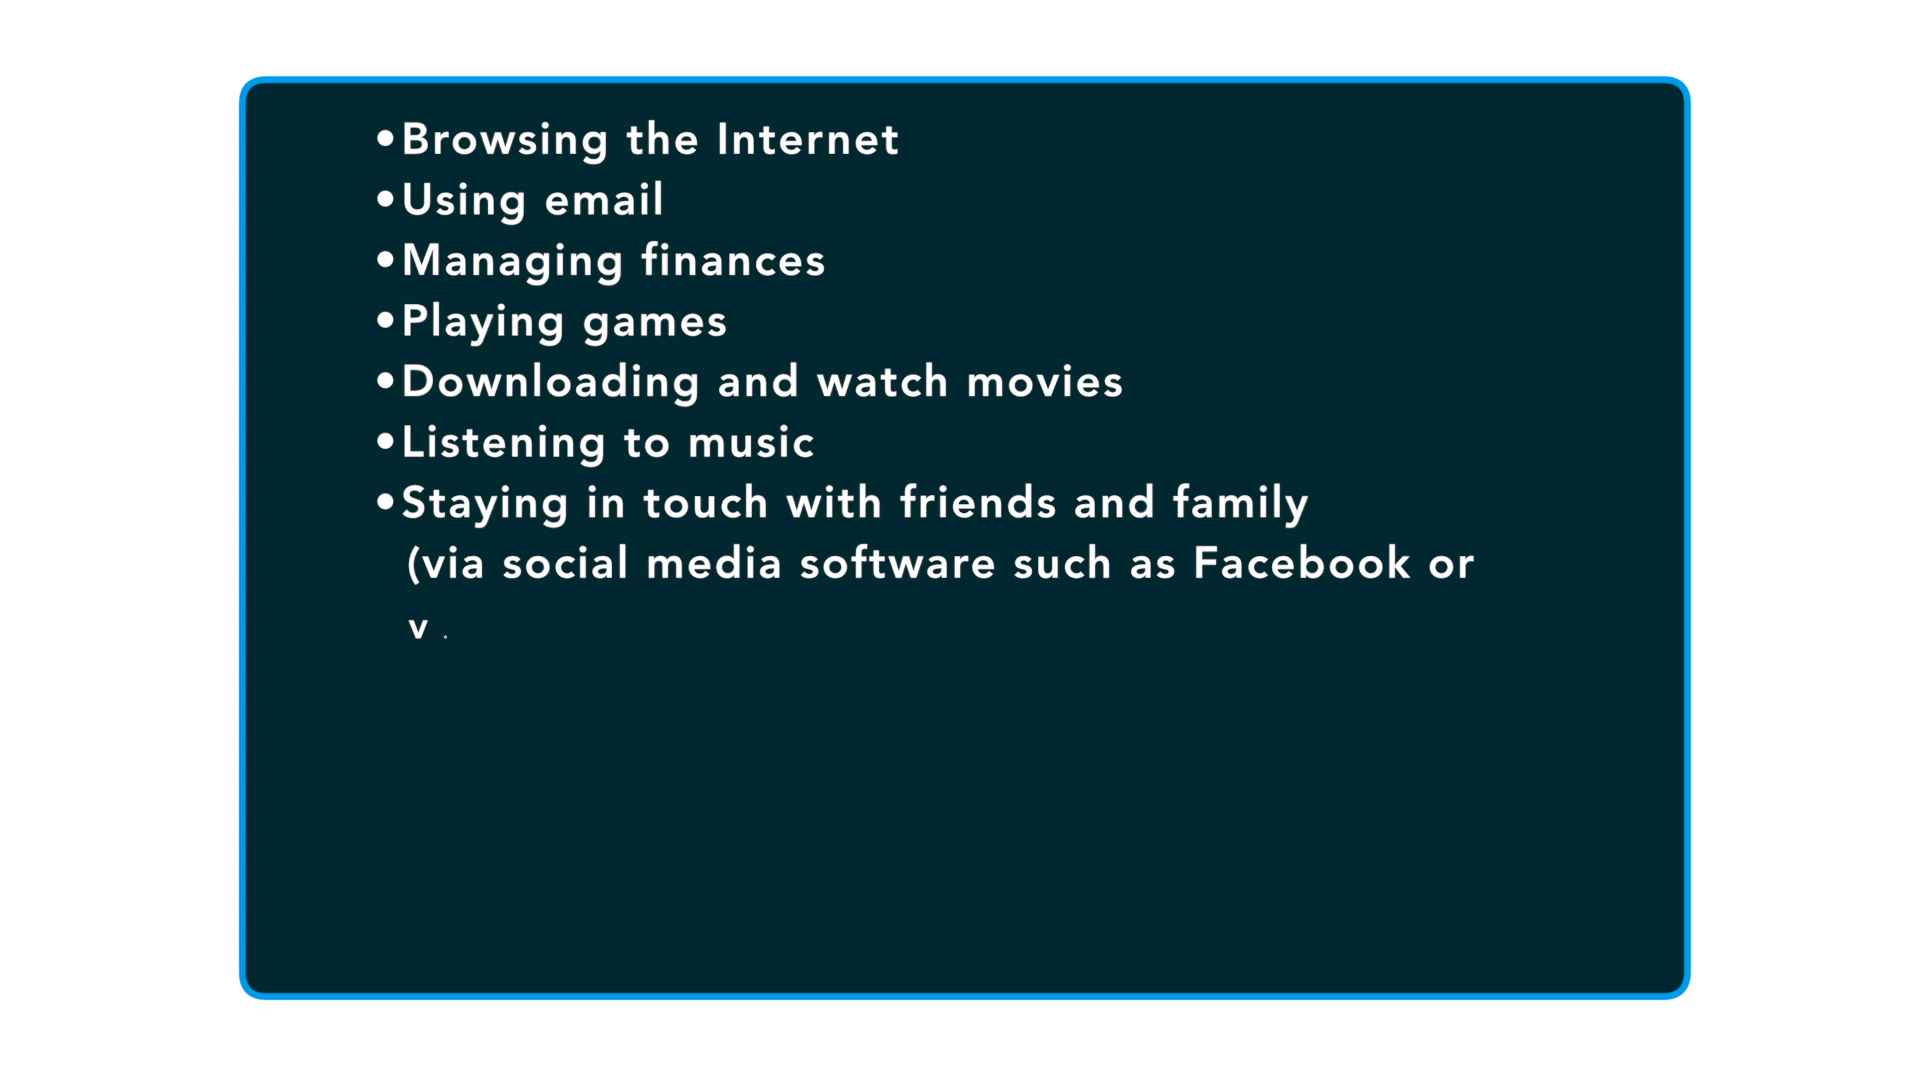 •Browsing the Internet
•Using email
•Managing finances
•Playing games
•Downloading and watch movies
•Listening to music
•Staying in touch with friends and family
(via social media software such as Facebook or
v